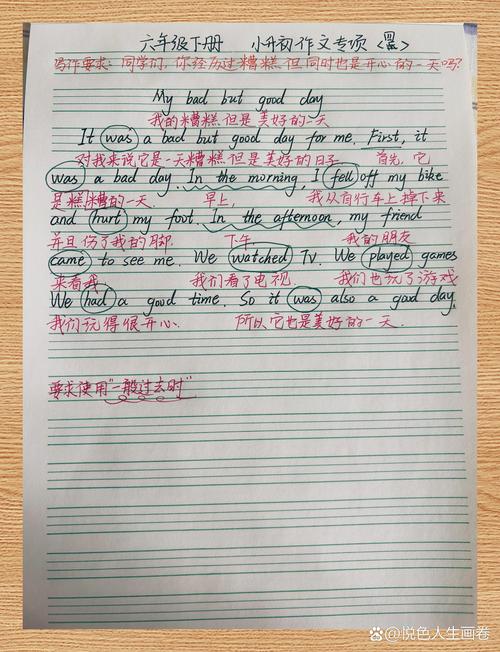 六年级下册 小升初作文专项〈四〉
写作要求：同学们，你经历过糟糕但同时也是开心的一天吗?
My bad but good day
我的糟糕但是美好的一天
It was a bad but good day for me. First, it
对我来说它是一天糟糕但是美好的日子 首先，它
was a bad day. In the morning, I fell off my bike
是糟糟的一天 早上， 我从自行车上掉下来
and hurt my foot. In the afternoon, my friend
并且伤了我的脚 下午 我的朋友
came to see me. We watched TV. We played games
来看我 我们看了电视 我们也玩了游戏
We had a good time. So it was also a good day.
我们玩得很开心. 所以它也是美好的一天.
要求使用"一般过去时"
悦色人生画卷